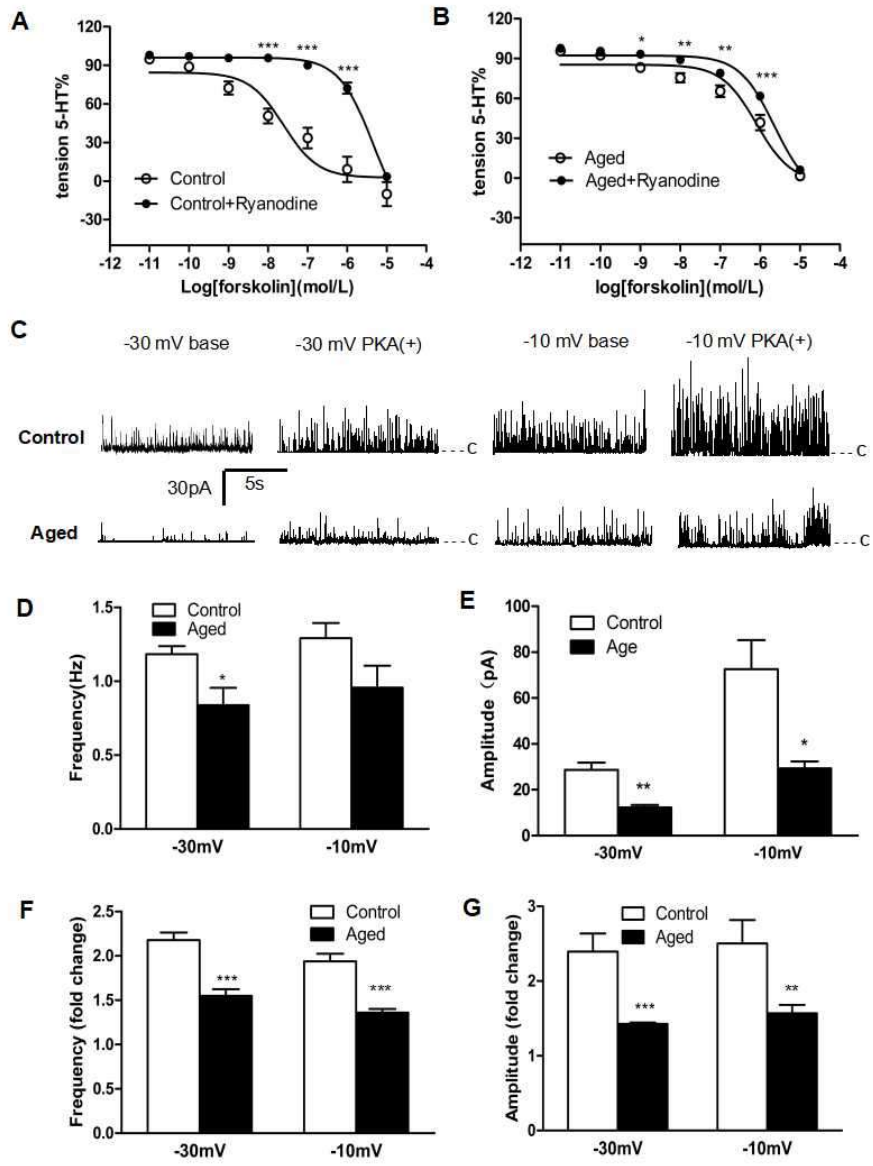 A
120
90
60
30
0
-30
tension 5-HT%
***
***
***
Control
Control+Ryanodine
-12 -11 -10 -9 -8 -7 -6 -5 -4
Log[forskolin](mol/L)
B
120
90
60
30
0
-30
tension 5-HT%
*
**
**
***
Aged
Aged+Ryanodine
-12 -11 -10 -9 -8 -7 -6 -5 -4
log[forskolin](mol/L)
C
-30 mV base -30 mV PKA(+) -10 mV base -10 mV PKA(+)
Control
C
C
30pA 5s
Aged
C
C
D
1.5
1.0
0.5
0.0
Frequency(Hz)
Control
Aged
*
-30mV -10mV
E
100
80
60
40
20
0
Amplitude (pA)
Control
Age
**
*
-30mV -10mV
F
2.5
2.0
1.5
1.0
0.5
0.0
Frequency (fold change)
Control
Aged
***
***
-30mV -10mV
G
3
2
1
0
Amplitude (fold change)
Control
Aged
***
**
-30mV -10mV